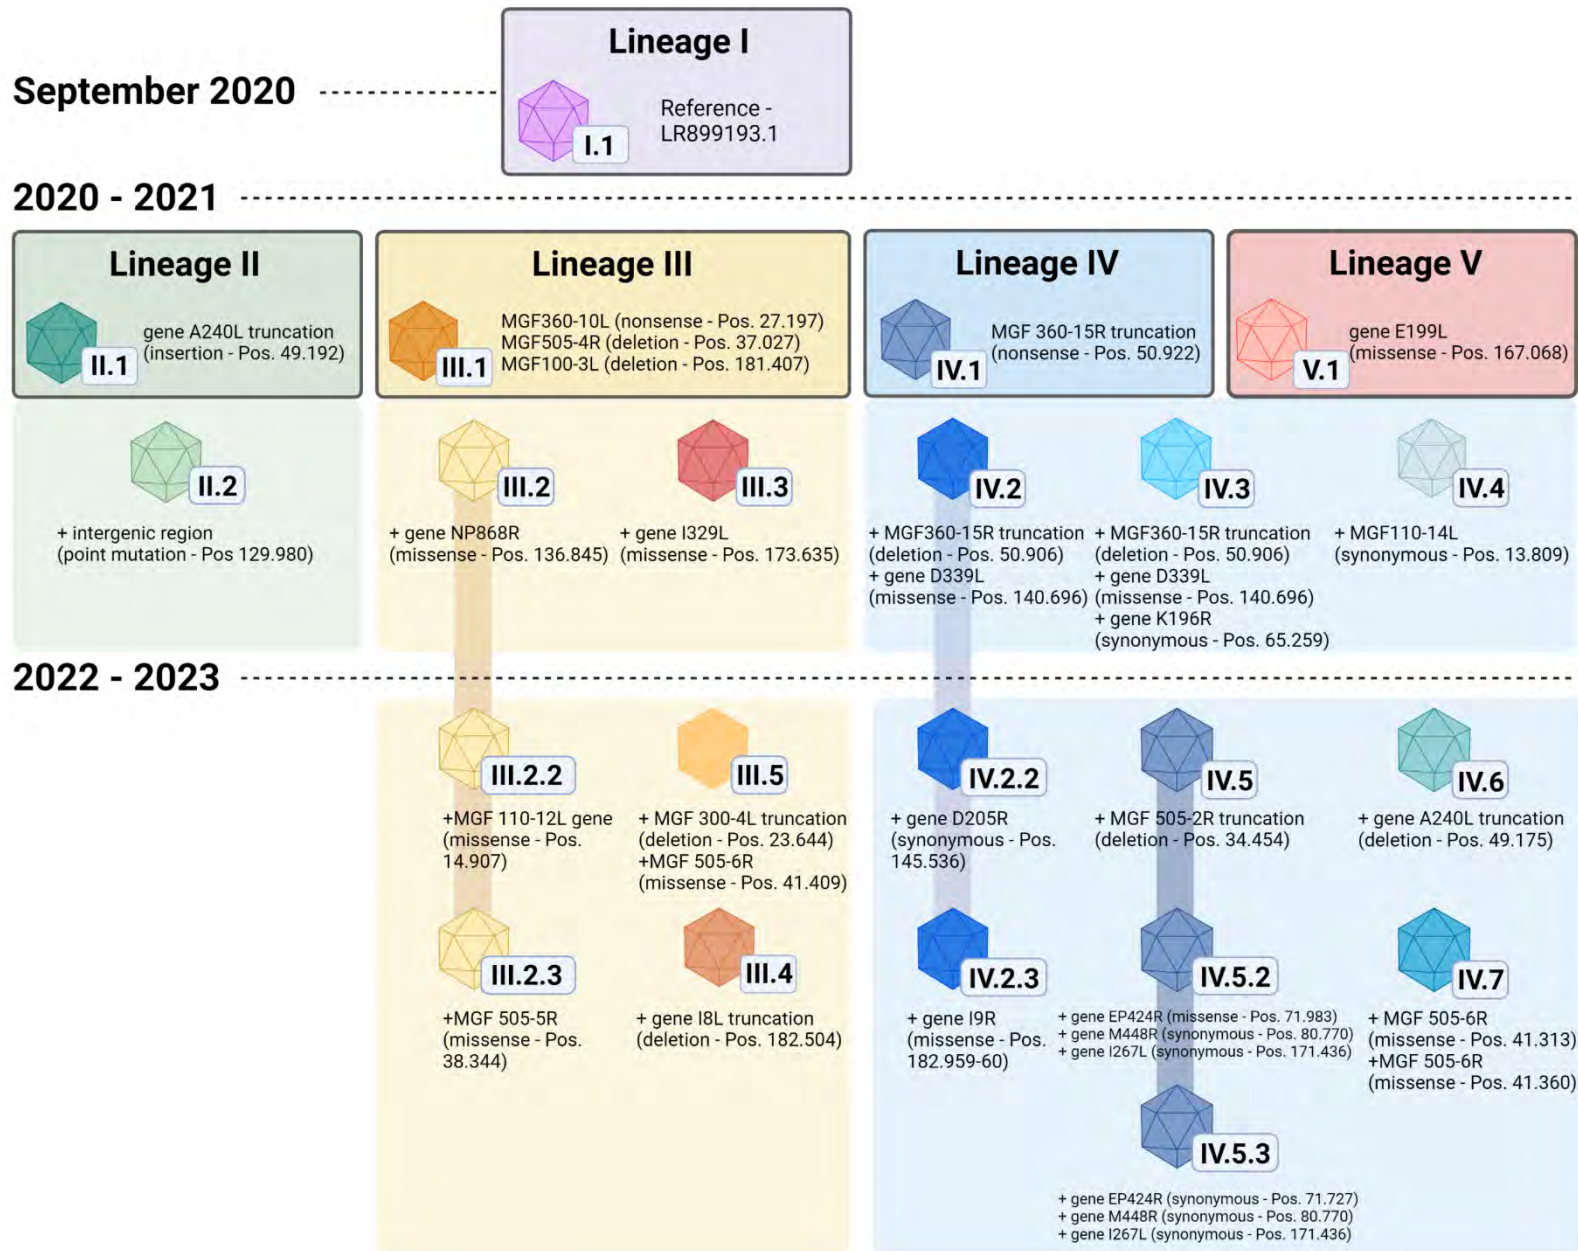 Lineage I
September 2020
Reference -
LR899193.1
I.1
2020 - 2021
Lineage II
gene A240L truncation
(insertion - Pos. 49.192)
II.1
Lineage III
MGF360-10L (nonsense - Pos. 27.197)
MGF505-4R (deletion - Pos. 37.027)
MGF100-3L (deletion - Pos. 181.407)
III.1
Lineage IV
MGF 360-15R truncation
(nonsense - Pos. 50.922)
IV.1
Lineage V
gene E199L
(missense - Pos. 167.068)
V.1
II.2
+ intergenic region
(point mutation - Pos 129.980)
III.2
+ gene NP868R
(missense - Pos. 136.845)
III.3
+ gene I329L
(missense - Pos. 173.635)
IV.2
+ MGF360-15R truncation
(deletion - Pos. 50.906)
+ gene D339L
(missense - Pos. 140.696)
IV.3
+ MGF360-15R truncation
(deletion - Pos. 50.906)
+ gene D339L
(missense - Pos. 140.696)
+ gene K196R
(synonymous - Pos. 65.259)
IV.4
+ MGF110-14L
(synonymous - Pos. 13.809)
2022 - 2023
III.2.2
+MGF 110-12L gene
(missense - Pos.
14.907)
III.5
+ MGF 300-4L truncation
(deletion - Pos. 23.644)
+MGF 505-6R
(missense - Pos. 41.409)
IV.2.2
+ gene D205R
(synonymous - Pos.
145.536)
IV.5
+ MGF 505-2R truncation
(deletion - Pos. 34.454)
IV.6
+ gene A240L truncation
(deletion - Pos. 49.175)
III.2.3
+MGF 505-5R
(missense - Pos.
38.344)
III.4
+ gene I8L truncation
(deletion - Pos. 182.504)
IV.2.3
+ gene I9R
(missense - Pos.
182.959-60)
IV.5.2
+ gene EP424R (missense - Pos. 71.983)
+ gene M448R (synonymous - Pos. 80.770)
+ gene I267L (synonymous - Pos. 171.436)
IV.7
+ MGF 505-6R
(missense - Pos. 41.313)
+MGF 505-6R
(missense - Pos. 41.360)
IV.5.3
+ gene EP424R (synonymous - Pos. 71.727)
+ gene M448R (synonymous - Pos. 80.770)
+ gene I267L (synonymous - Pos. 171.436)